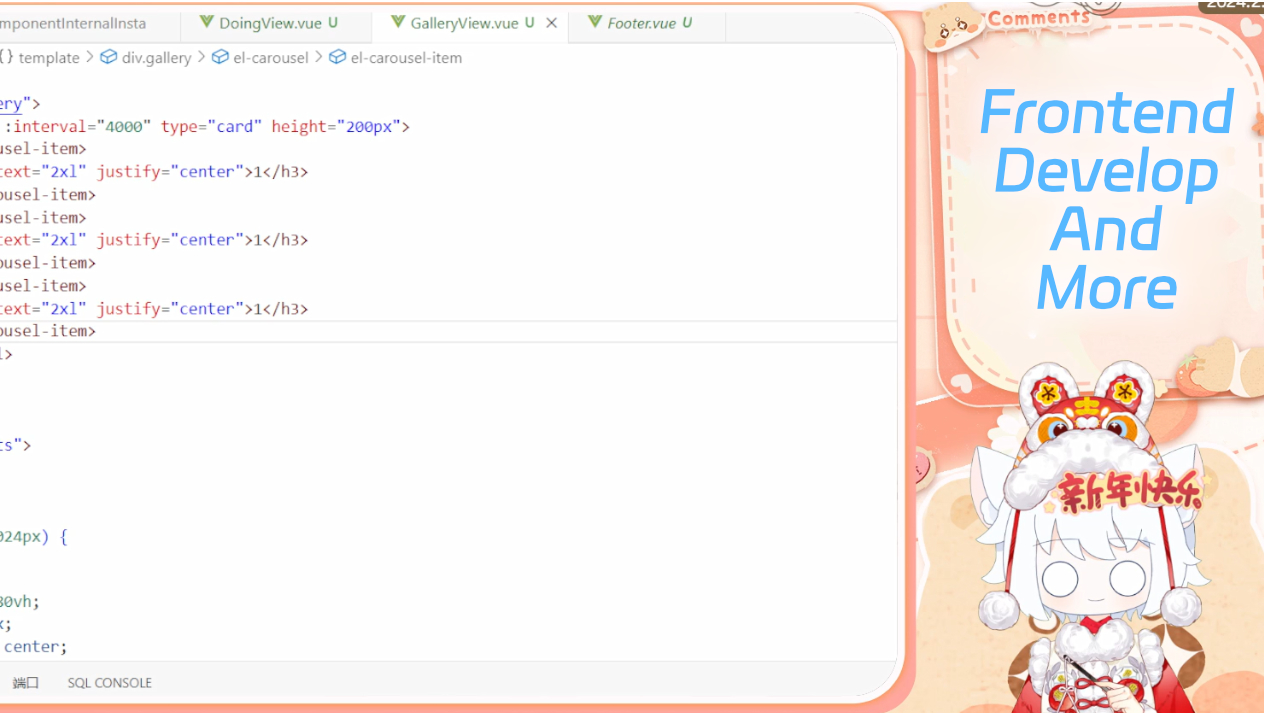 mponentInternalInsta DoingView.vue U GalleryView.vue U × Footer.vue U
{} template > div.gallery > el-carousel > el-carousel-item
ery">
:interval="4000" type="card" height="200px">
usel-item>
text="2xl" justify="center">1</h3>
ousel-item>
usel-item>
text="2xl" justify="center">1</h3>
ousel-item>
usel-item>
text="2xl" justify="center">1</h3>
ousel-item>
l>
ts">
024px) {
80vh;
x;
center;
端口 SQL CONSOLE
Comments
Frontend
Develop
And
More
新年快乐